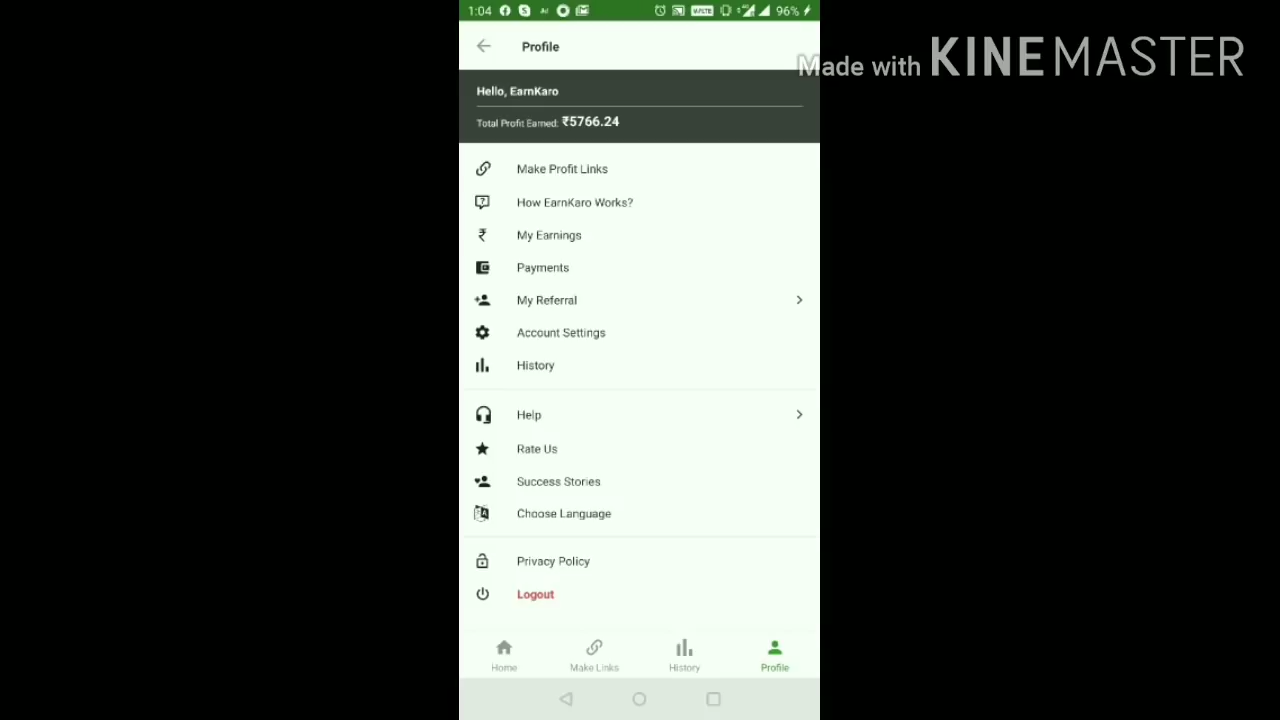 1:04
VoLTE
96%
Profile
Made with KINEMASTER
Hello, EarnKaro
Total Profit Earned: ₹5766.24
Make Profit Links
How EarnKaro Works?
My Earnings
Payments
My Referral
Account Settings
History
Help
Rate Us
Success Stories
Choose Language
Privacy Policy
Logout
Home
Make Links
History
Profile